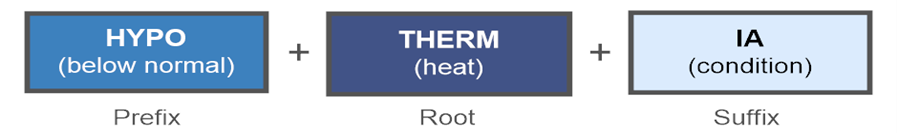 HYPO + THERM + IA
(below normal) (heat) (condition)
Prefix Root Suffix